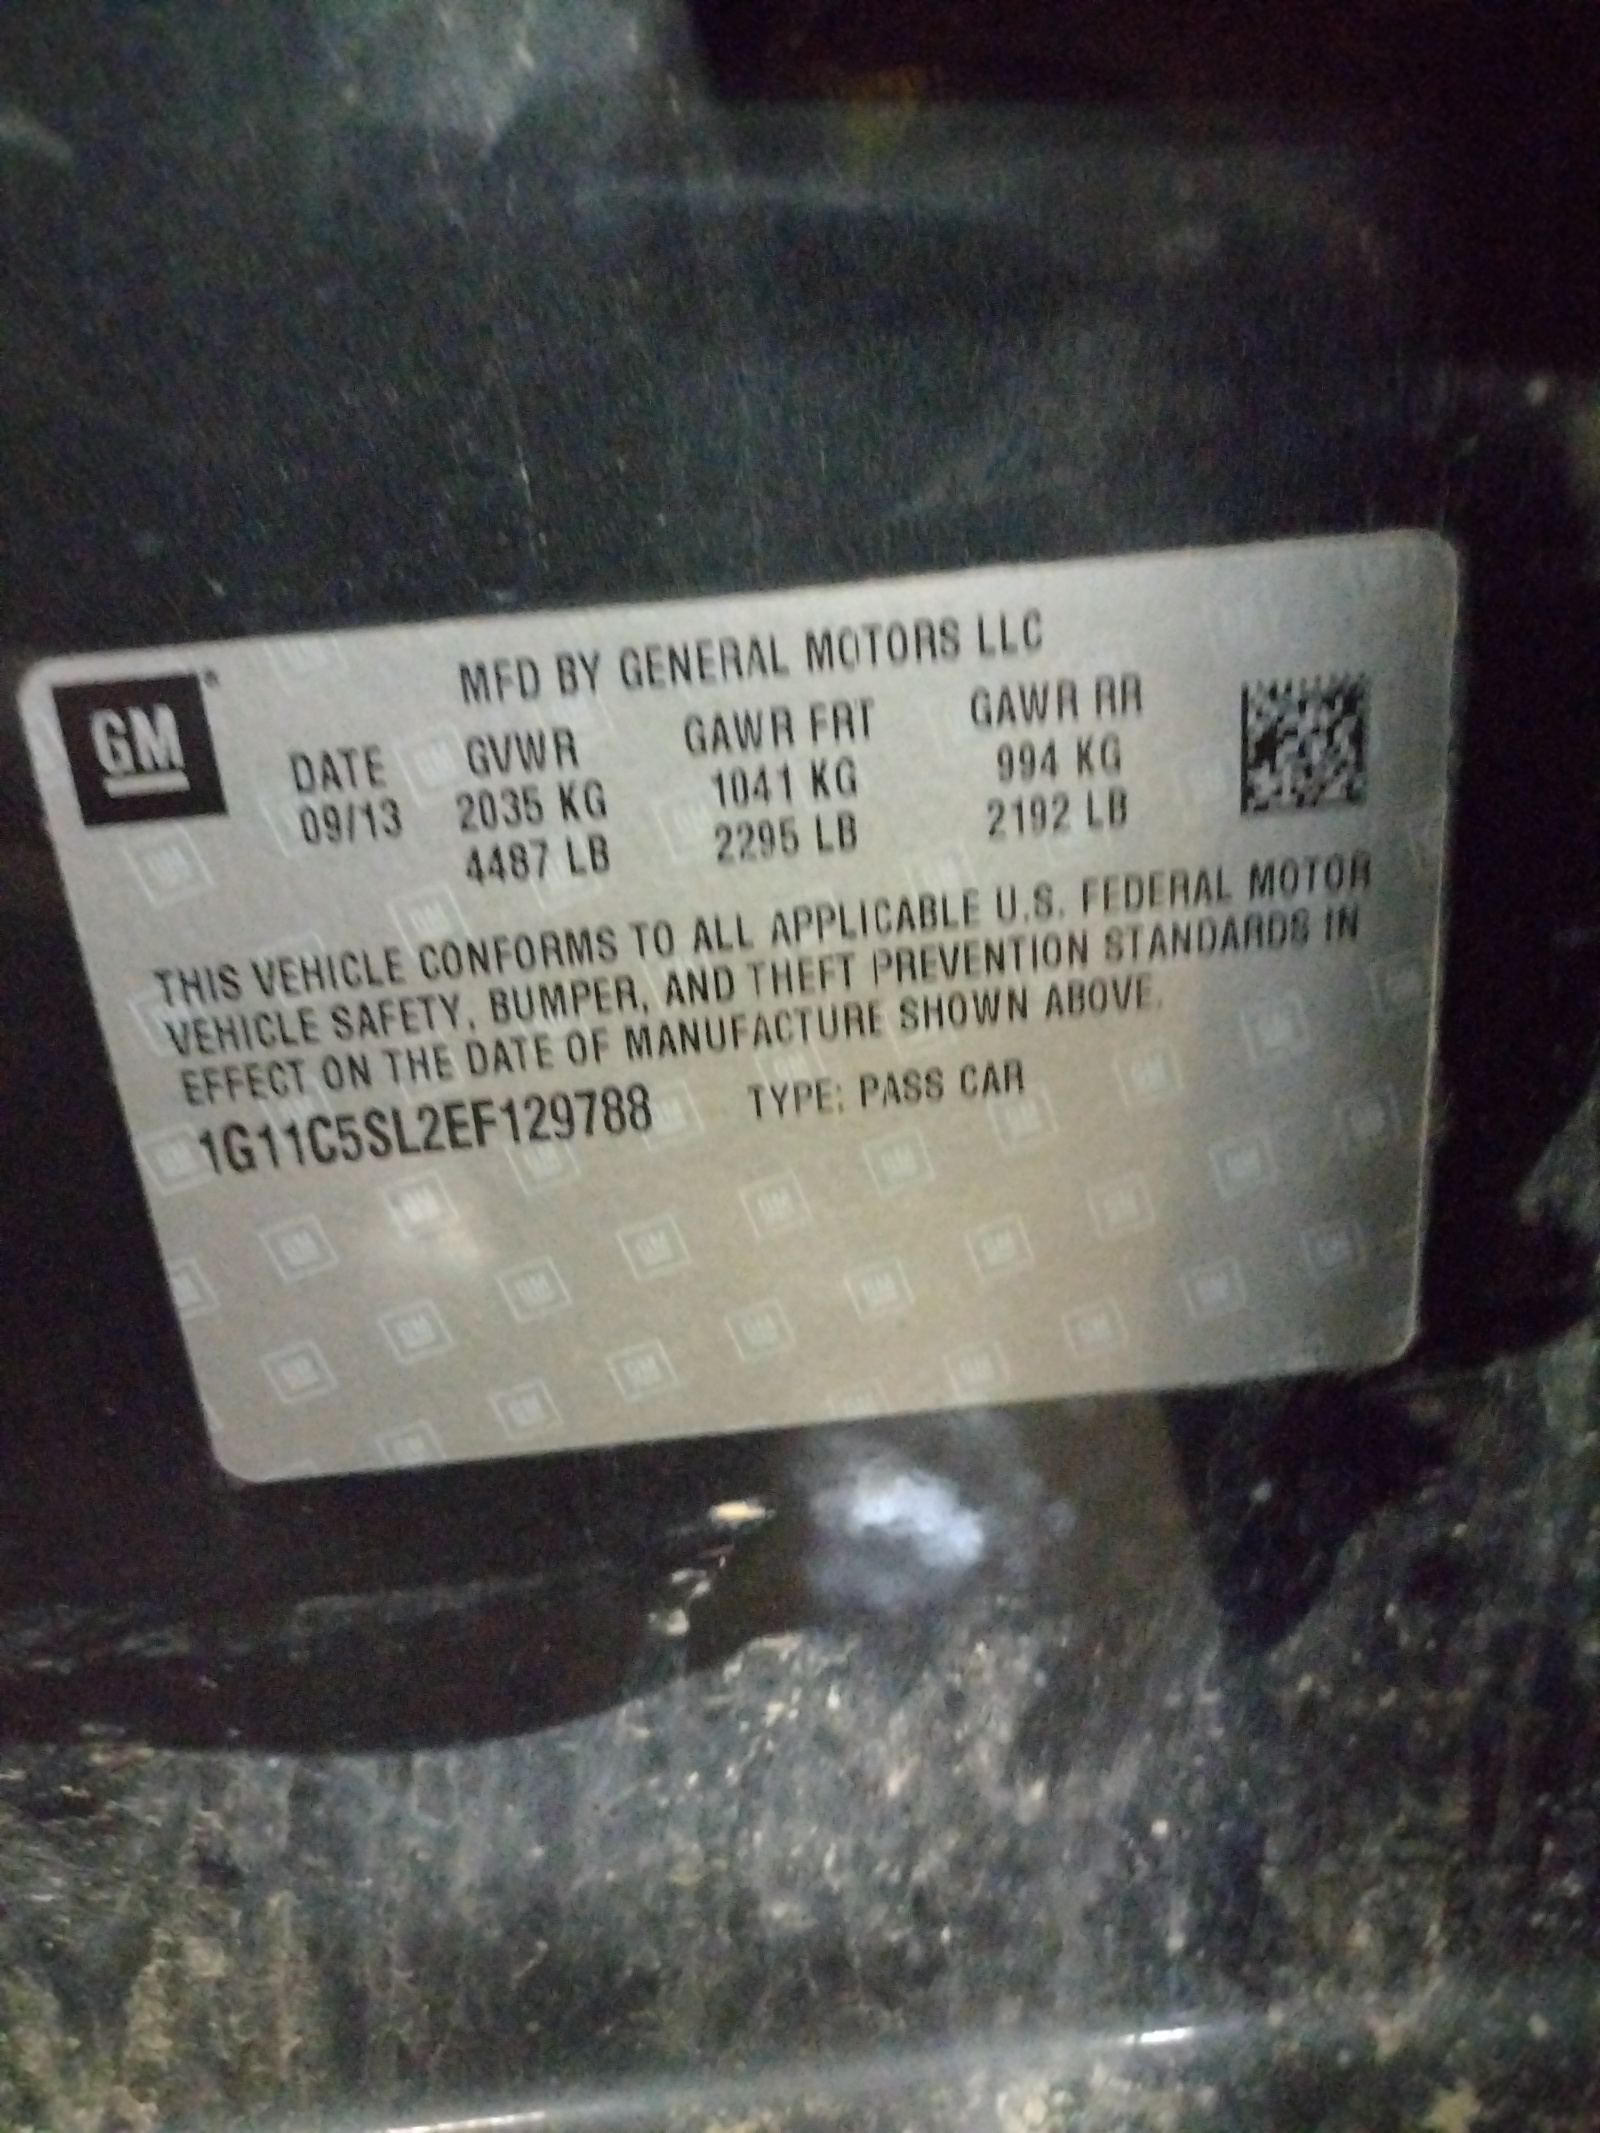 GM
MFD BY GENERAL MOTORS LLC
DATE GVWR GAWR FRT GAWR RR
09/13 2035 KG 1041 KG 994 KG
4487 LB 2295 LB 2192 LB
THIS VEHICLE CONFORMS TO ALL APPLICABLE U.S. FEDERAL MOTOR
VEHICLE SAFETY, BUMPER, AND THEFT PREVENTION STANDARDS IN
EFFECT ON THE DATE OF MANUFACTURE SHOWN ABOVE.
1G11C5SL2EF129788 TYPE: PASS CAR